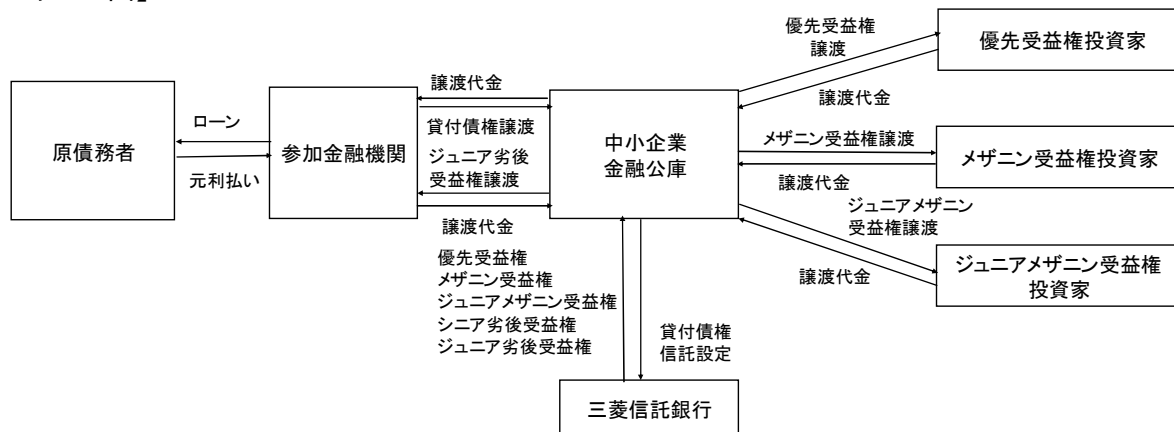 原債務者
ローン
元利払い
参加金融機関
譲渡代金
貸付債権譲渡
ジュニア劣後
受益権譲渡
譲渡代金
中小企業
金融公庫
優先受益権
譲渡
譲渡代金
優先受益権投資家
メザニン受益権譲渡
譲渡代金
メザニン受益権投資家
ジュニアメザニン
受益権譲渡
譲渡代金
ジュニアメザニン受益権
投資家
優先受益権
メザニン受益権
ジュニアメザニン受益権
シニア劣後受益権
ジュニア劣後受益権
貸付債権
信託設定
三菱信託銀行